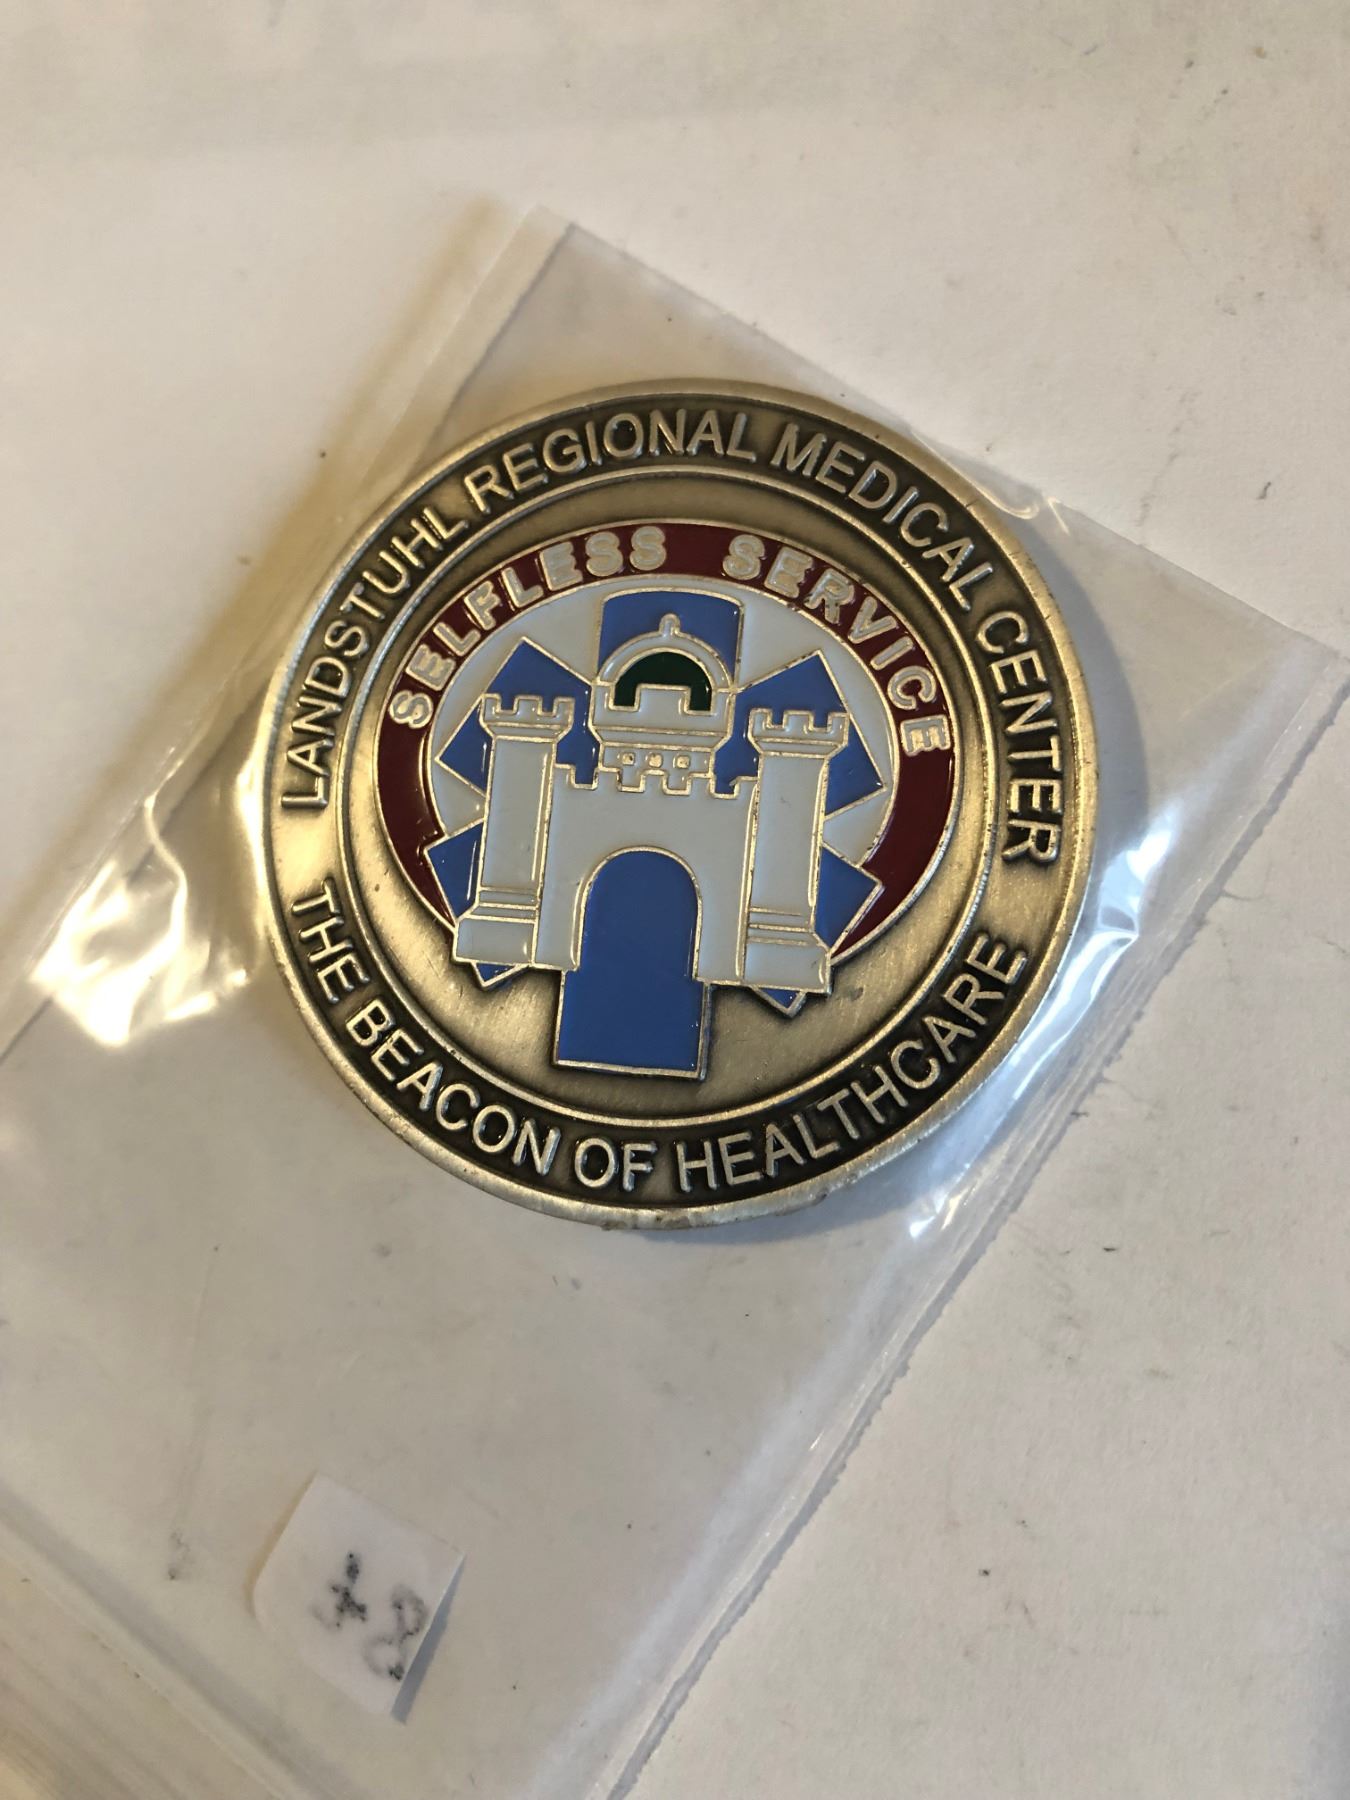 LANDSTUHL REGIONAL MEDICAL CENTER
SELFLESS SERVICE
THE BEACON OF HEALTHCARE